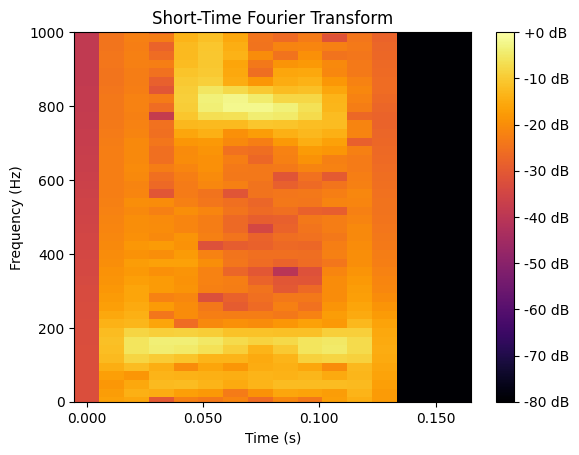 Short-Time Fourier Transform
1000
800
600
400
200
0
Frequency (Hz)
0.000
0.050
0.100
0.150
Time (s)
+0 dB
-10 dB
-20 dB
-30 dB
-40 dB
-50 dB
-60 dB
-70 dB
-80 dB